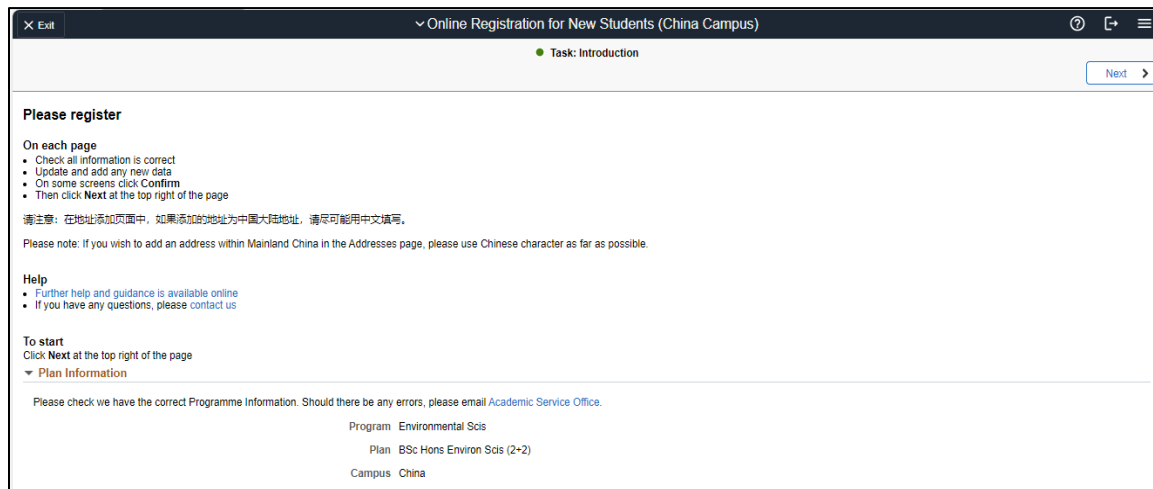 Exit
Online Registration for New Students (China Campus)
Task: Introduction
Next
Please register
On each page
Check all information is correct
Update and add any new data
On some screens click Confirm
Then click Next at the top right of the page
请注意：在地址添加页面中，如果添加的地址为中国大陆地址，请尽可能用中文填写。
Please note: If you wish to add an address within Mainland China in the Addresses page, please use Chinese character as far as possible.
Help
Further help and guidance is available online
If you have any questions, please contact us
To start
Click Next at the top right of the page
Plan Information
Please check we have the correct Programme Information. Should there be any errors, please email Academic Service Office.
Program Environmental Scis
Plan BSc Hons Environ Scis (2+2)
Campus China